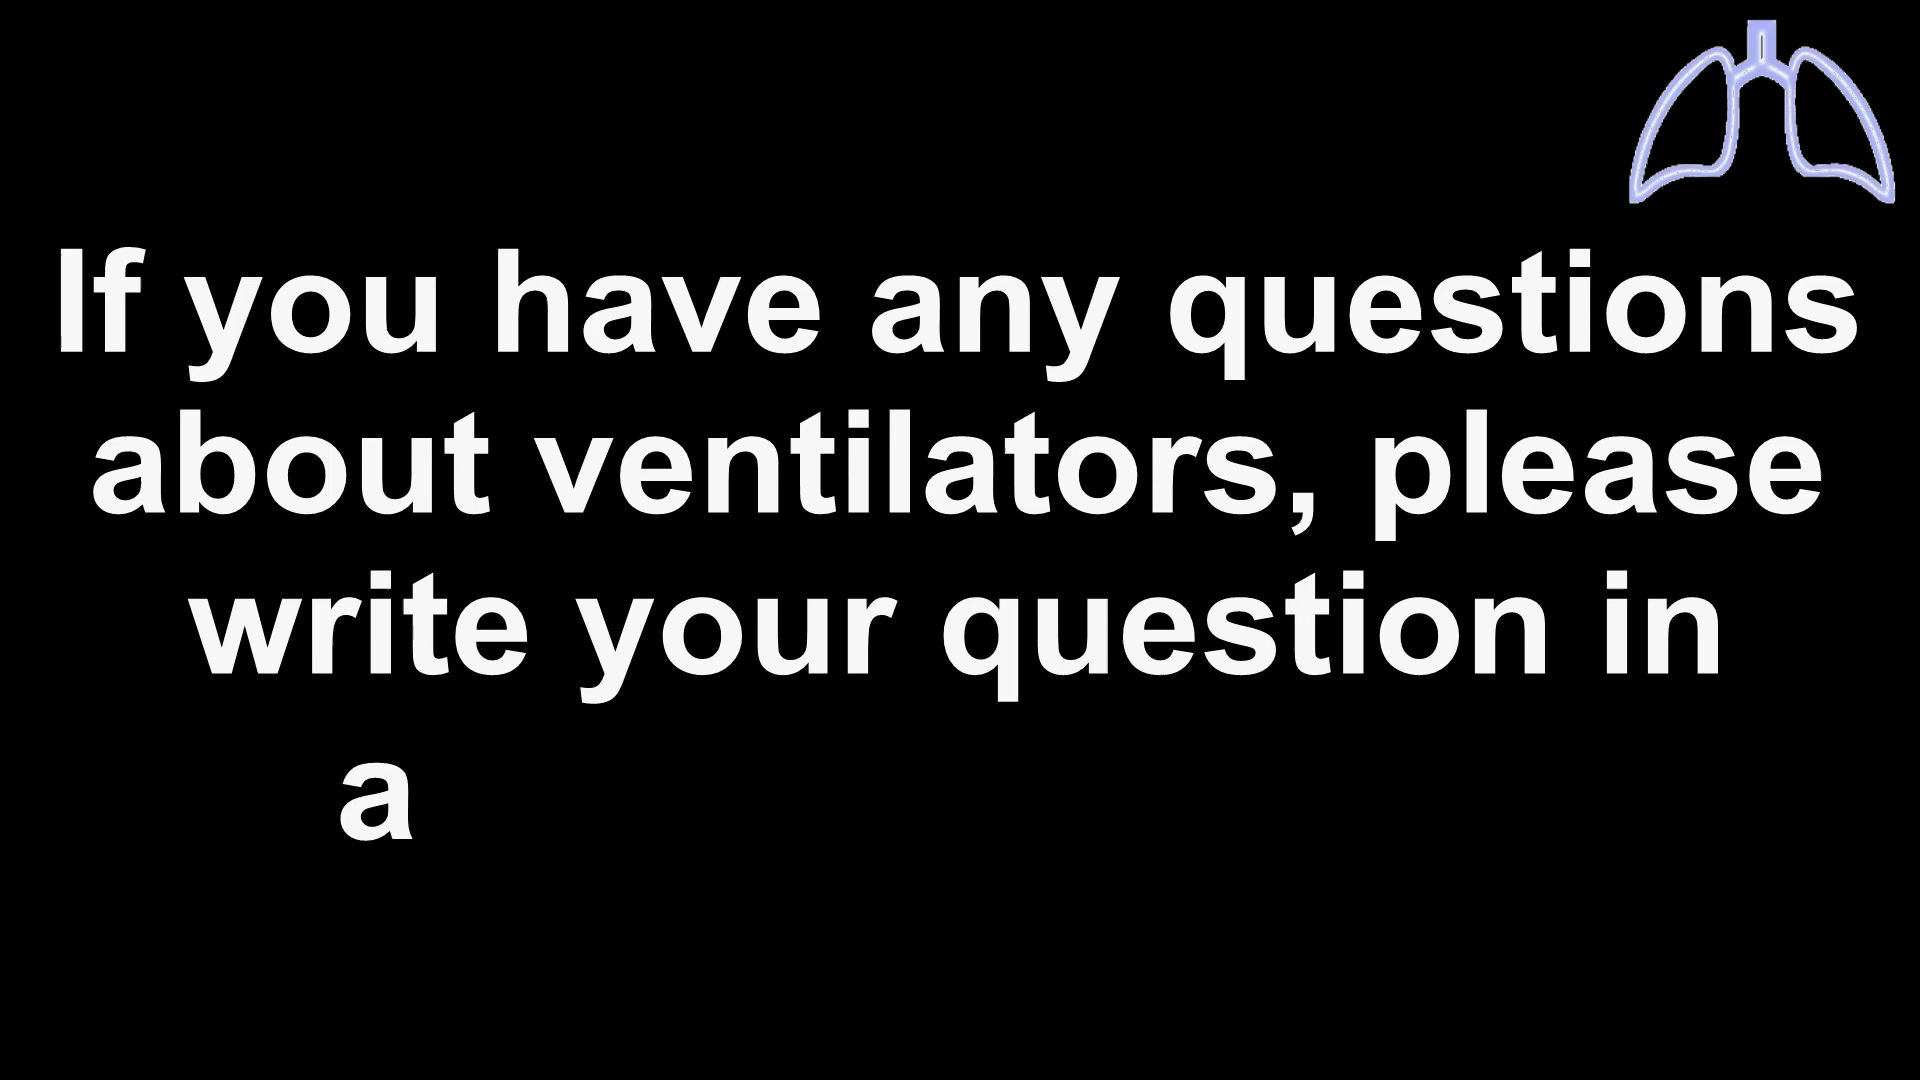 If you have any questions
about ventilators, please
write your question in
a